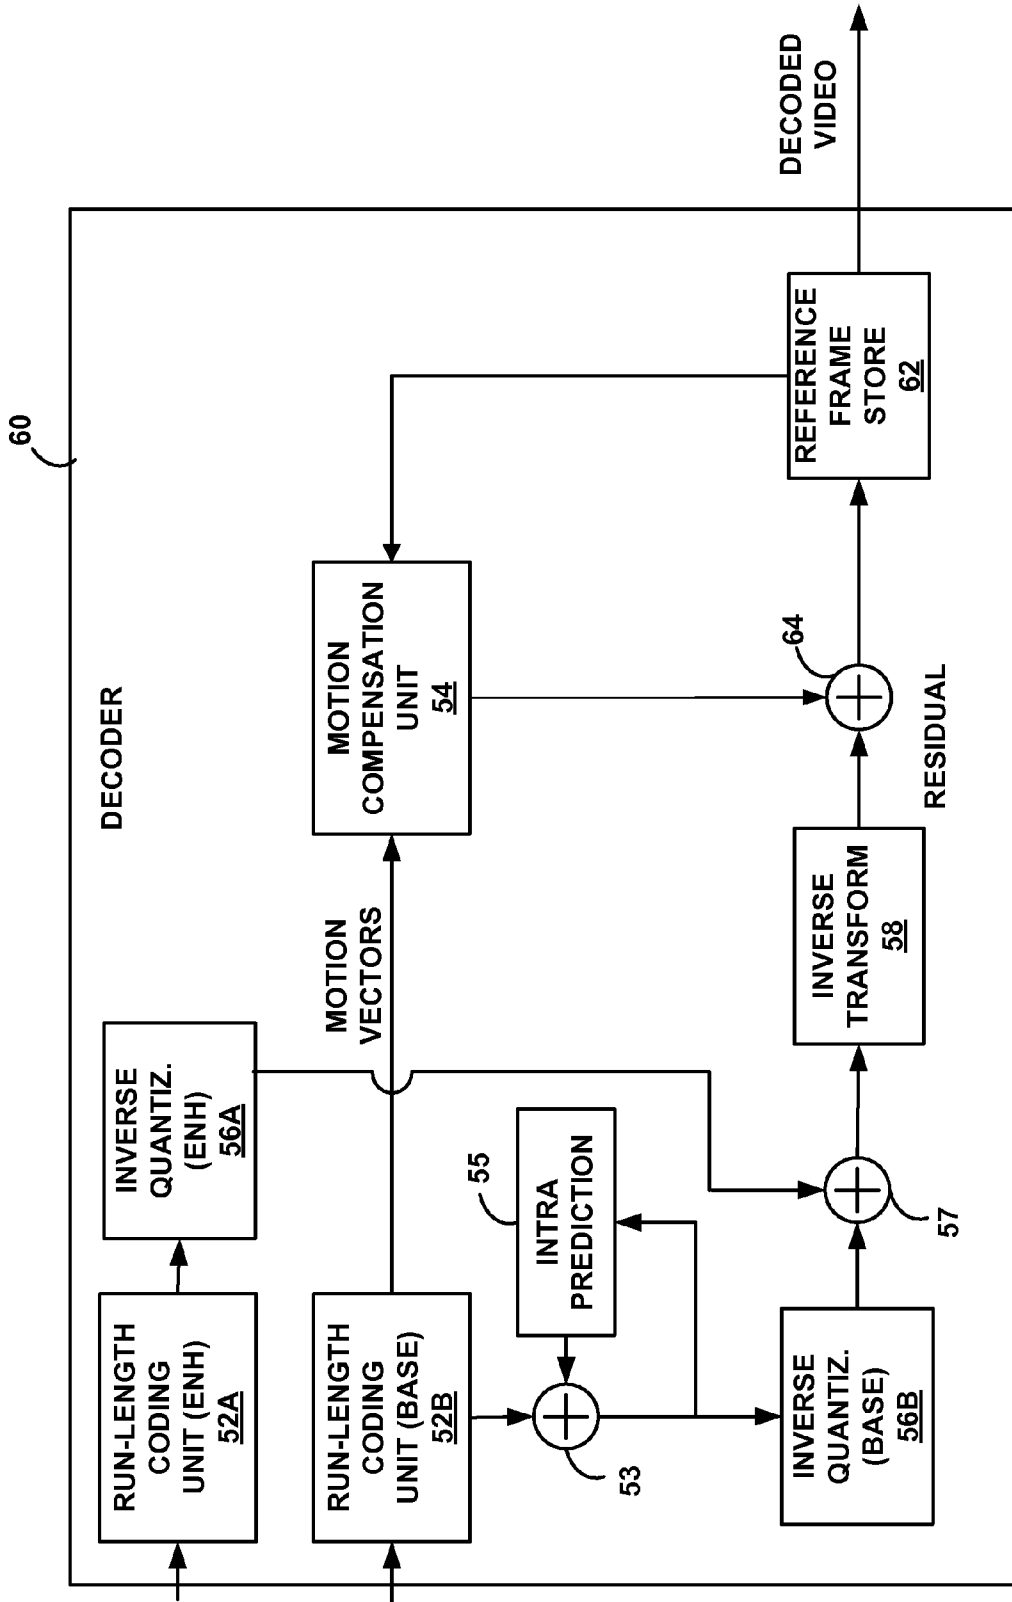 60
DECODER
RUN-LENGTH
CODING
UNIT (ENH)
52A
INVERSE
QUANTIZ.
(ENH)
56A
RUN-LENGTH
CODING
UNIT (BASE)
52B
MOTION
VECTORS
MOTION
COMPENSATION
UNIT
54
53
INTRA
PREDICTION
55
INVERSE
QUANTIZ.
(BASE)
56B
57
INVERSE
TRANSFORM
58
RESIDUAL
64
REFERENCE
FRAME
STORE
62
DECODED
VIDEO